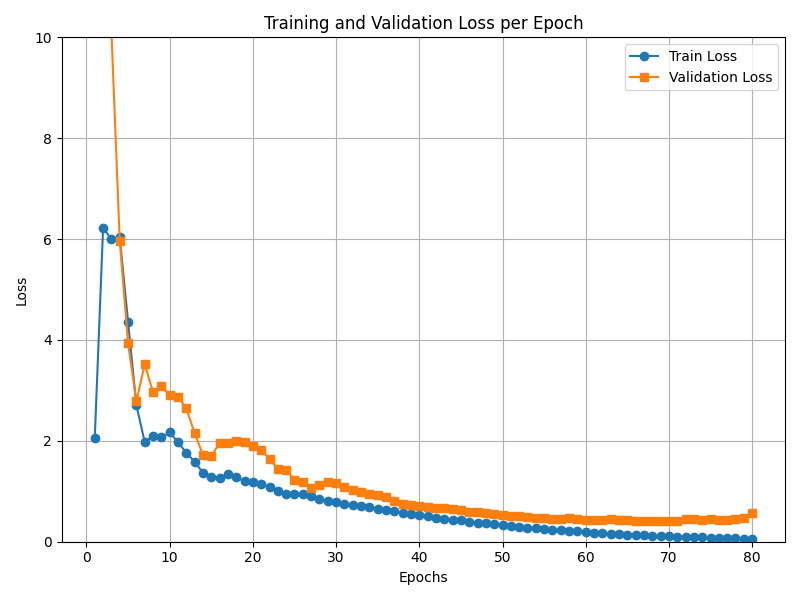 Training and Validation Loss per Epoch
Train Loss
Validation Loss
10
8
6
4
2
0
Loss
0 10 20 30 40 50 60 70 80
Epochs